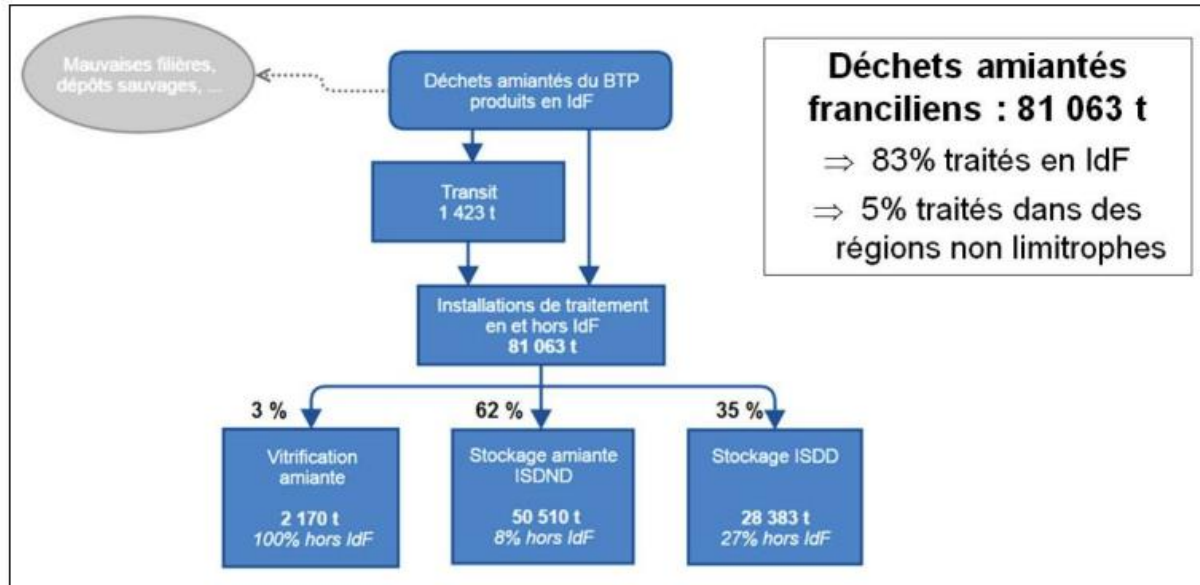 Mauvaises filières,
dépôts sauvages, ...
Déchets amiantés du BTP
produits en IdF
Déchets amiantés
franciliens : 81 063 t
⇒ 83% traités en IdF
⇒ 5% traités dans des
régions non limitrophes
Transit
1 423 t
Installations de traitement
en et hors IdF
81 063 t
3 %
62 %
35 %
Vitrification
amiante
2 170 t
100% hors IdF
Stockage amiante
ISDND
50 510 t
8% hors IdF
Stockage ISDD
28 383 t
27% hors IdF